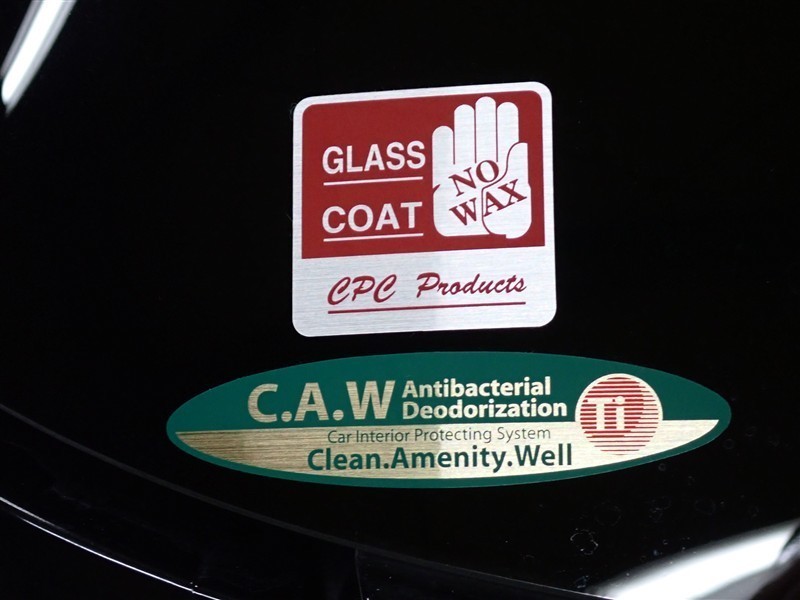 GLASS
COAT
NO
WAX
CPC Products
C.A.W Antibacterial
Deodorization
Ti
Car Interior Protecting System
Clean.Amenity.Well